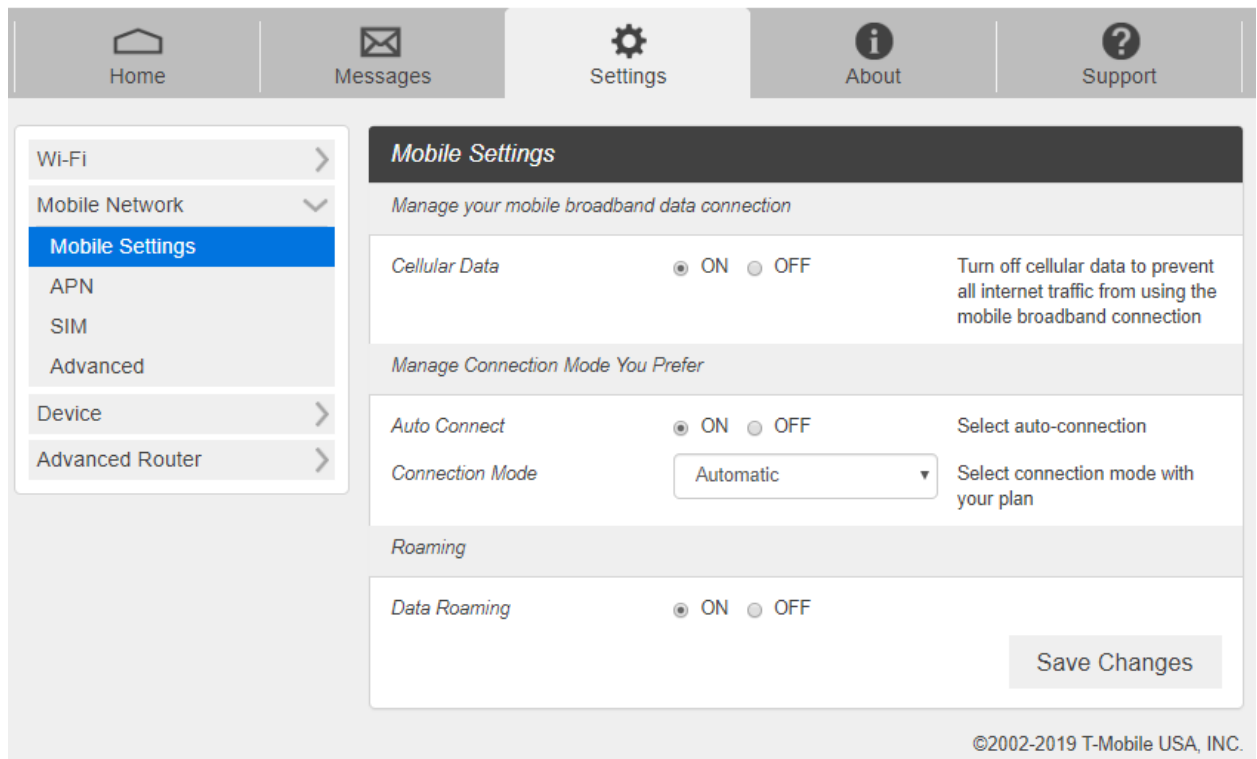 Home
Messages
Settings
About
Support
Wi-Fi
Mobile Network
Mobile Settings
APN
SIM
Advanced
Device
Advanced Router
Mobile Settings
Manage your mobile broadband data connection
Cellular Data ON OFF Turn off cellular data to prevent
all internet traffic from using the
mobile broadband connection
Manage Connection Mode You Prefer
Auto Connect ON OFF Select auto-connection
Connection Mode Automatic Select connection mode with
your plan
Roaming
Data Roaming ON OFF
Save Changes
©2002-2019 T-Mobile USA, INC.